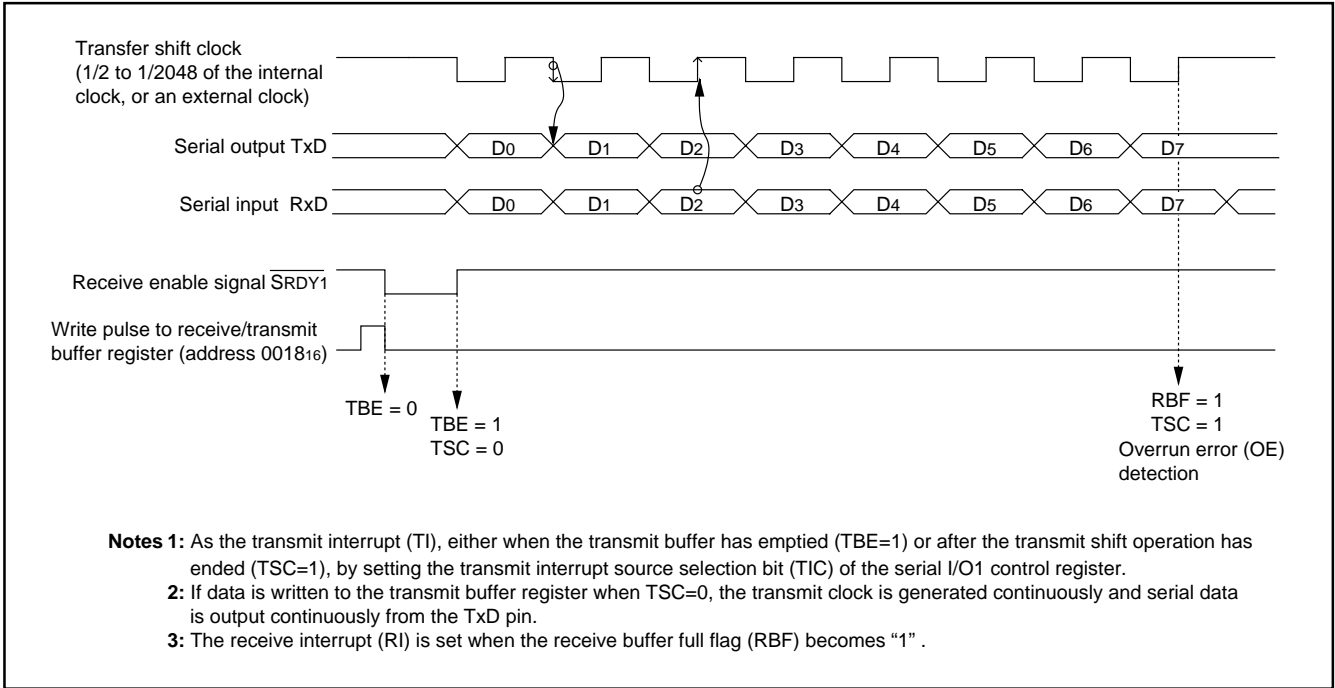 Transfer shift clock
(1/2 to 1/2048 of the internal
clock, or an external clock)
Serial output TxD
D0 D1 D2 D3 D4 D5 D6 D7
Serial input RxD
D0 D1 D2 D3 D4 D5 D6 D7
Receive enable signal SRDY1
Write pulse to receive/transmit
buffer register (address 001816)
TBE = 0
TBE = 1
TSC = 0
RBF = 1
TSC = 1
Overrun error (OE)
detection
Notes 1: As the transmit interrupt (TI), either when the transmit buffer has emptied (TBE=1) or after the transmit shift operation has
ended (TSC=1), by setting the transmit interrupt source selection bit (TIC) of the serial I/O1 control register.
2: If data is written to the transmit buffer register when TSC=0, the transmit clock is generated continuously and serial data
is output continuously from the TxD pin.
3: The receive interrupt (RI) is set when the receive buffer full flag (RBF) becomes “1” .